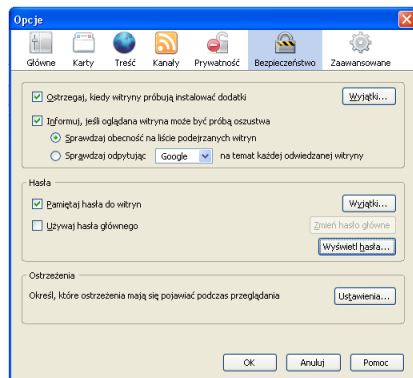 Opcje
Główne Karty Treść Kanały Prywatność Bezpieczeństwo Zaawansowane
Ostrzegaj, kiedy witryny próbują instalować dodatki Wyjątki...
Informuj, jeśli oglądana witryna może być próbą oszustwa
Sprawdzaj obecność na liście podejrzanych witryn
Sprawdzaj odpytując Google na temat każdej odwiedzanej witryny
Hasła
Pamiętaj hasła do witryn Wyjątki...
Używaj hasła głównego Zmień hasło główne
Wyświetl hasła...
Ostrzeżenia
Określ, które ostrzeżenia mają się pojawiać podczas przeglądania Ustawienia...
OK Anuluj Pomoc